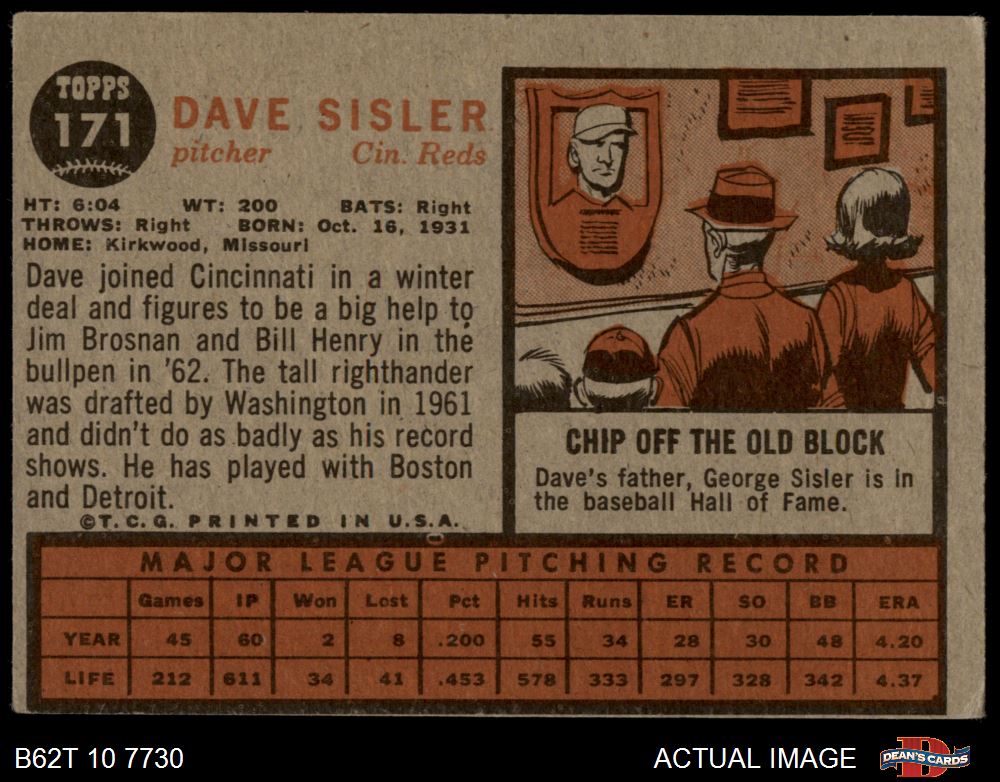 TOPPS
171
DAVE SISLER
pitcher Cin. Reds
HT: 6:04 WT: 200 BATS: Right
THROWS: Right BORN: Oct. 16, 1931
HOME: Kirkwood, Missouri
Dave joined Cincinnati in a winter
deal and figures to be a big help to
Jim Brosnan and Bill Henry in the
bullpen in '62. The tall righthander
was drafted by Washington in 1961
and didn't do as badly as his record
shows. He has played with Boston
and Detroit.
©T.C.G. PRINTED IN U.S.A.
CHIP OFF THE OLD BLOCK
Dave's father, George Sisler is in
the baseball Hall of Fame.
MAJOR LEAGUE PITCHING RECORD
Games IP Won Lost Pct Hits Runs ER SO BB ERA
YEAR 45 60 2 8 .200 55 34 28 30 48 4.20
LIFE 212 611 34 41 .453 578 333 297 328 342 4.37
B62T 10 7730 ACTUAL IMAGE DEAN'S CARDS